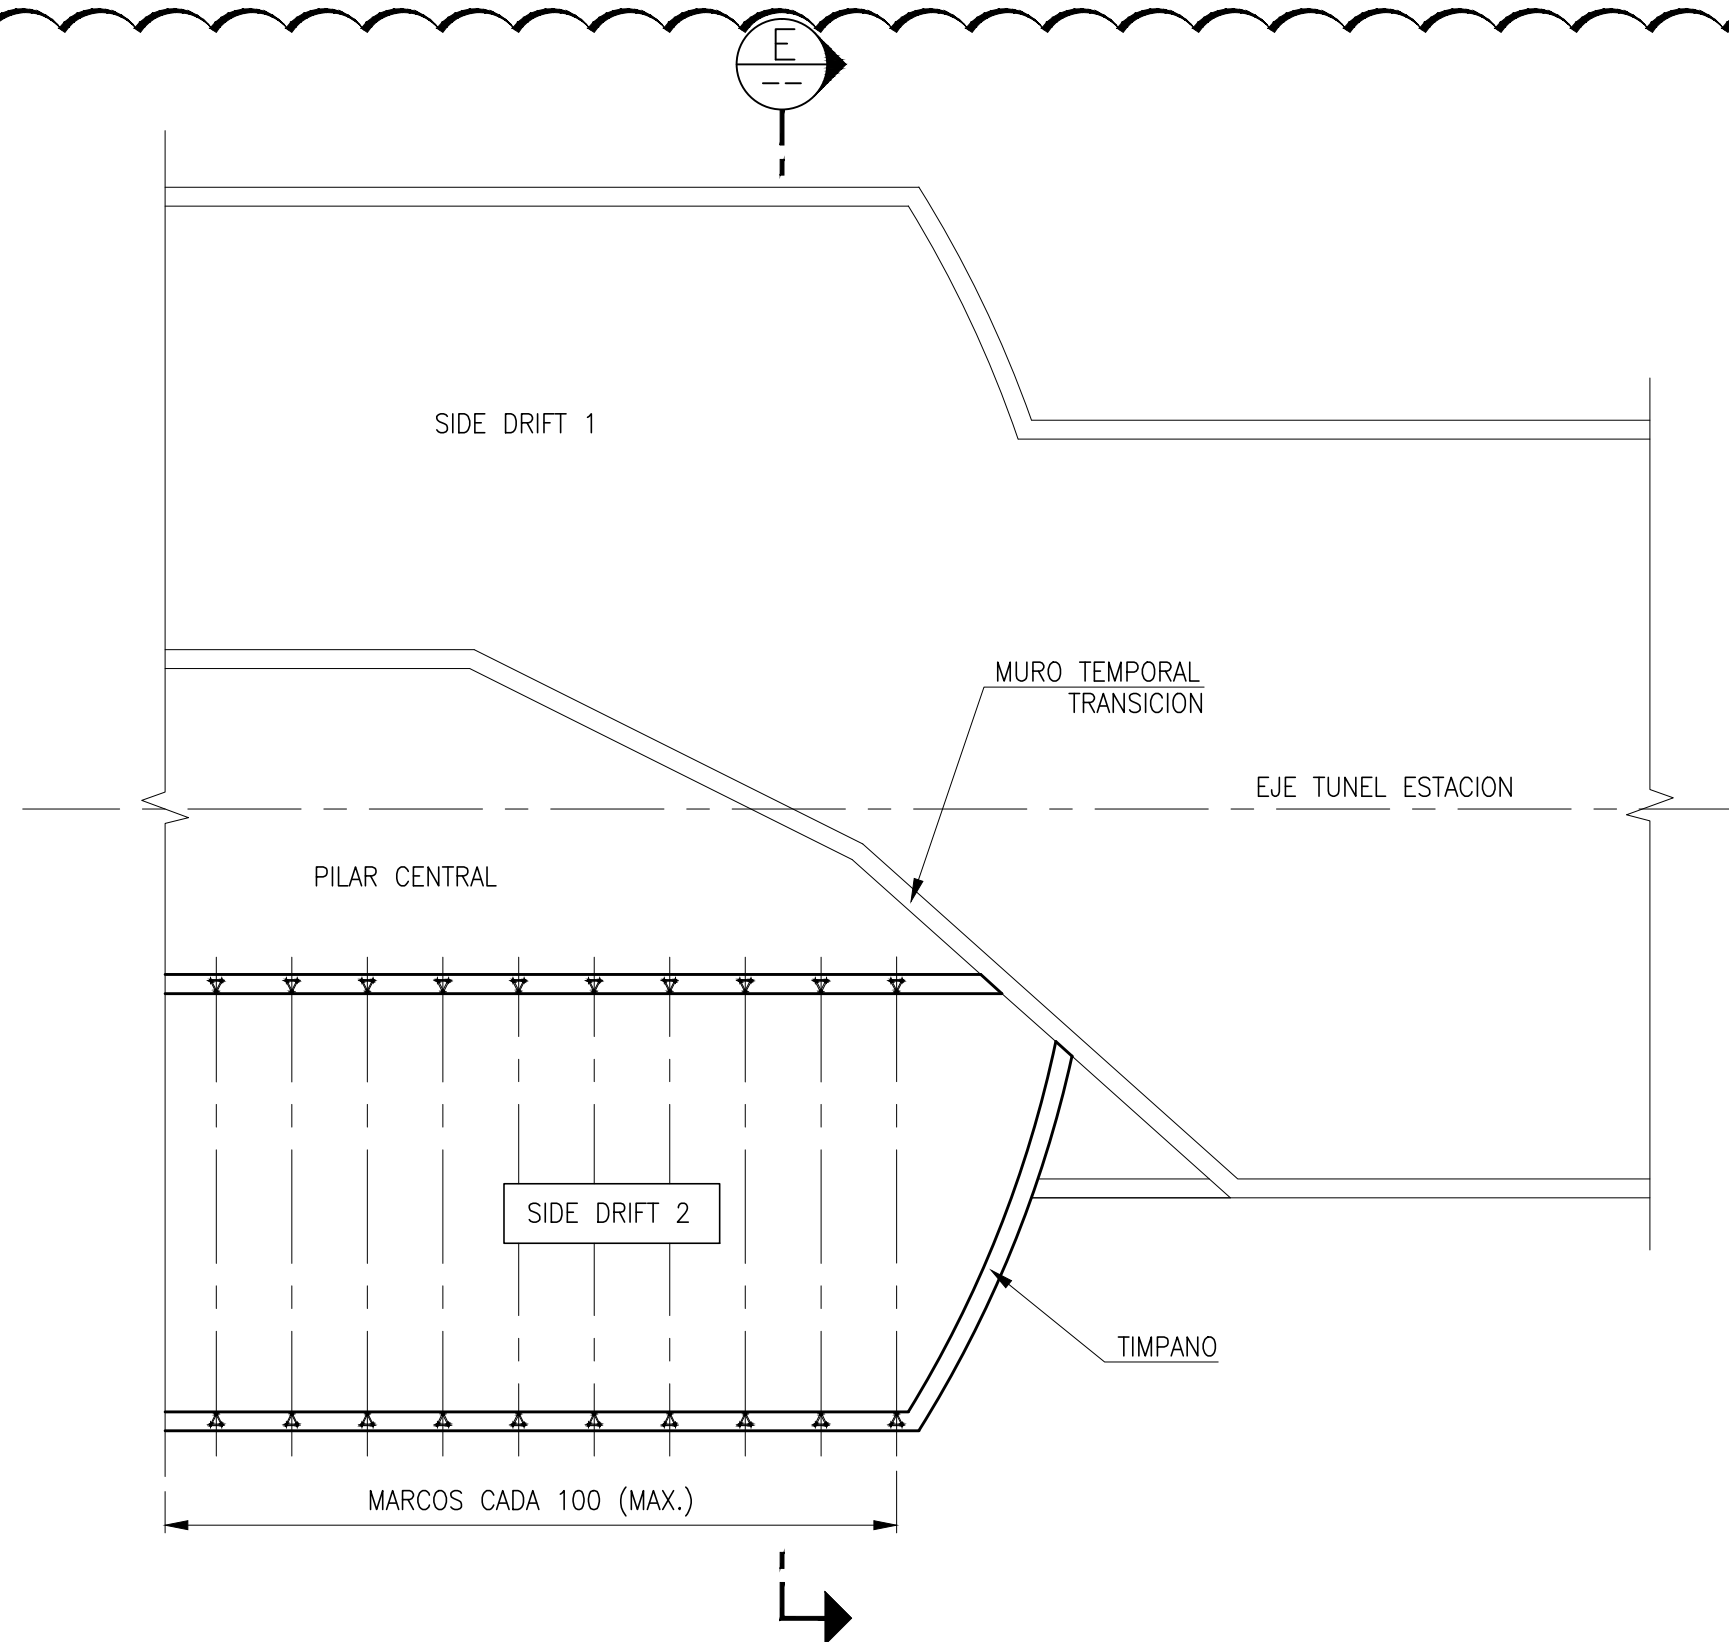 E
--
SIDE DRIFT 1
MURO TEMPORAL
TRANSICION
EJE TUNEL ESTACION
PILAR CENTRAL
SIDE DRIFT 2
TIMPANO
MARCOS CADA 100 (MAX.)